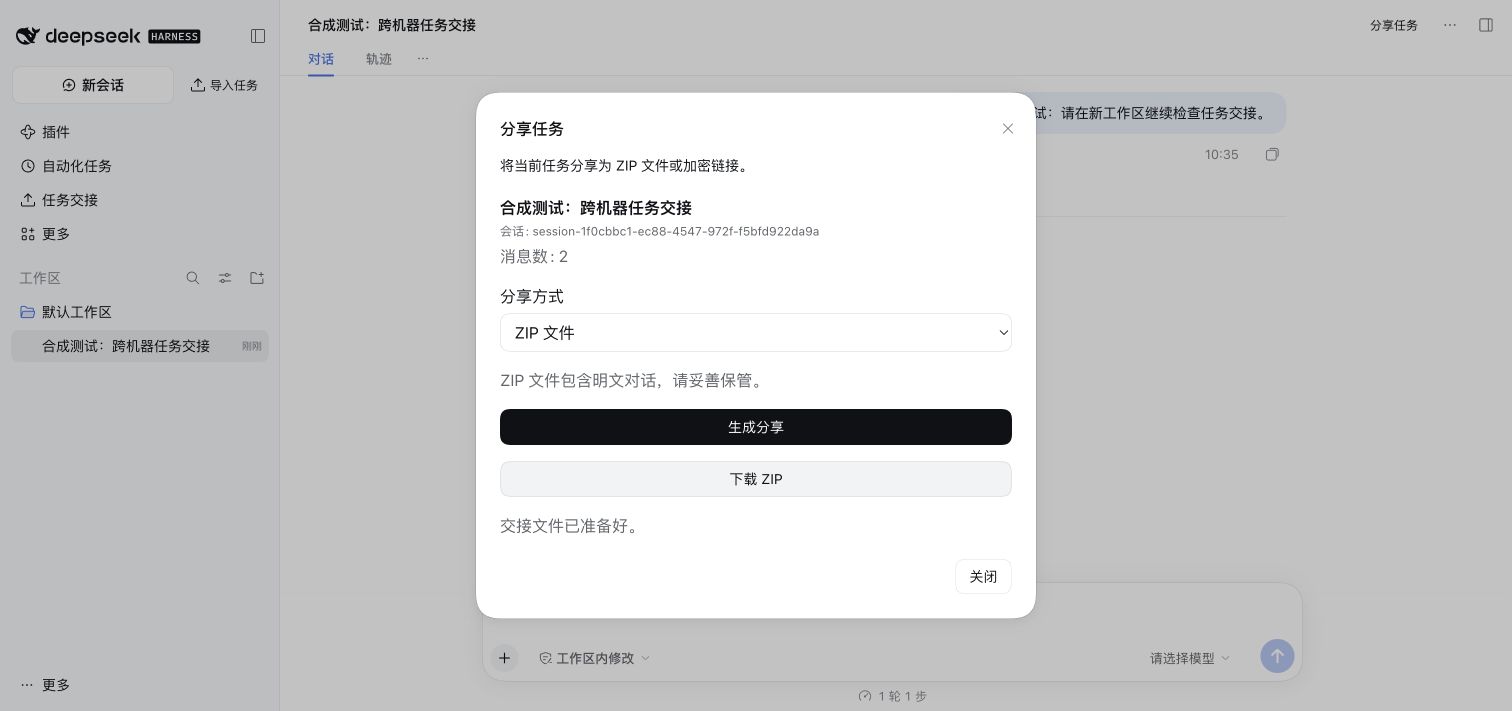 deepseek HARNESS
新会话
导入任务
插件
自动化任务
任务交接
更多
工作区
默认工作区
合成测试：跨机器任务交接 刚刚
更多
合成测试：跨机器任务交接
分享任务
对话 轨迹
试：请在新工作区继续检查任务交接。
10:35
分享任务
将当前任务分享为 ZIP 文件或加密链接。
合成测试：跨机器任务交接
会话: session-1f0cbbc1-ec88-4547-972f-f5bfd922da9a
消息数: 2
分享方式
ZIP 文件
ZIP 文件包含明文对话，请妥善保管。
生成分享
下载 ZIP
交接文件已准备好。
关闭
工作区内修改
请选择模型
1 轮 1 步